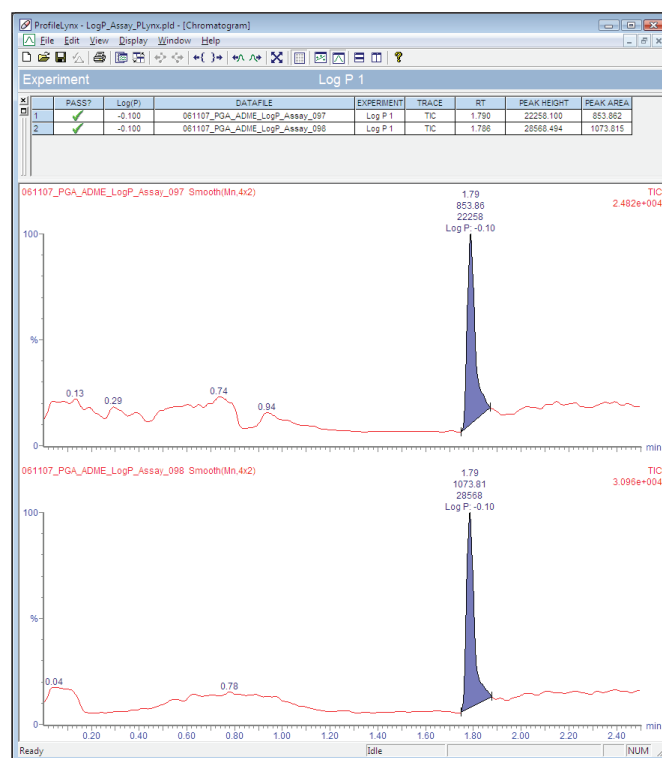 ProfileLynx - LogP_Assay_PLynx.pld - [Chromatogram]
File Edit View Display Window Help
Experiment Log P 1
PASS? Log(P) DATAFILE EXPERIMENT TRACE RT PEAK HEIGHT PEAK AREA
1 -0.100 061107_PGA_ADME_LogP_Assay_097 Log P 1 TIC 1.790 22258.100 853.862
2 -0.100 061107_PGA_ADME_LogP_Assay_098 Log P 1 TIC 1.786 28568.494 1073.815
061107_PGA_ADME_LogP_Assay_097 Smooth(Mn,4x2)
TIC
2.482e+004
1.79
853.86
22258
Log P: -0.10
100
%
0
0.13
0.29
0.74
0.94
min
061107_PGA_ADME_LogP_Assay_098 Smooth(Mn,4x2)
TIC
3.096e+004
1.79
1073.81
28568
Log P: -0.10
100
%
0
0.04
0.78
min
0.20 0.40 0.60 0.80 1.00 1.20 1.40 1.60 1.80 2.00 2.20 2.40
Ready Idle NUM